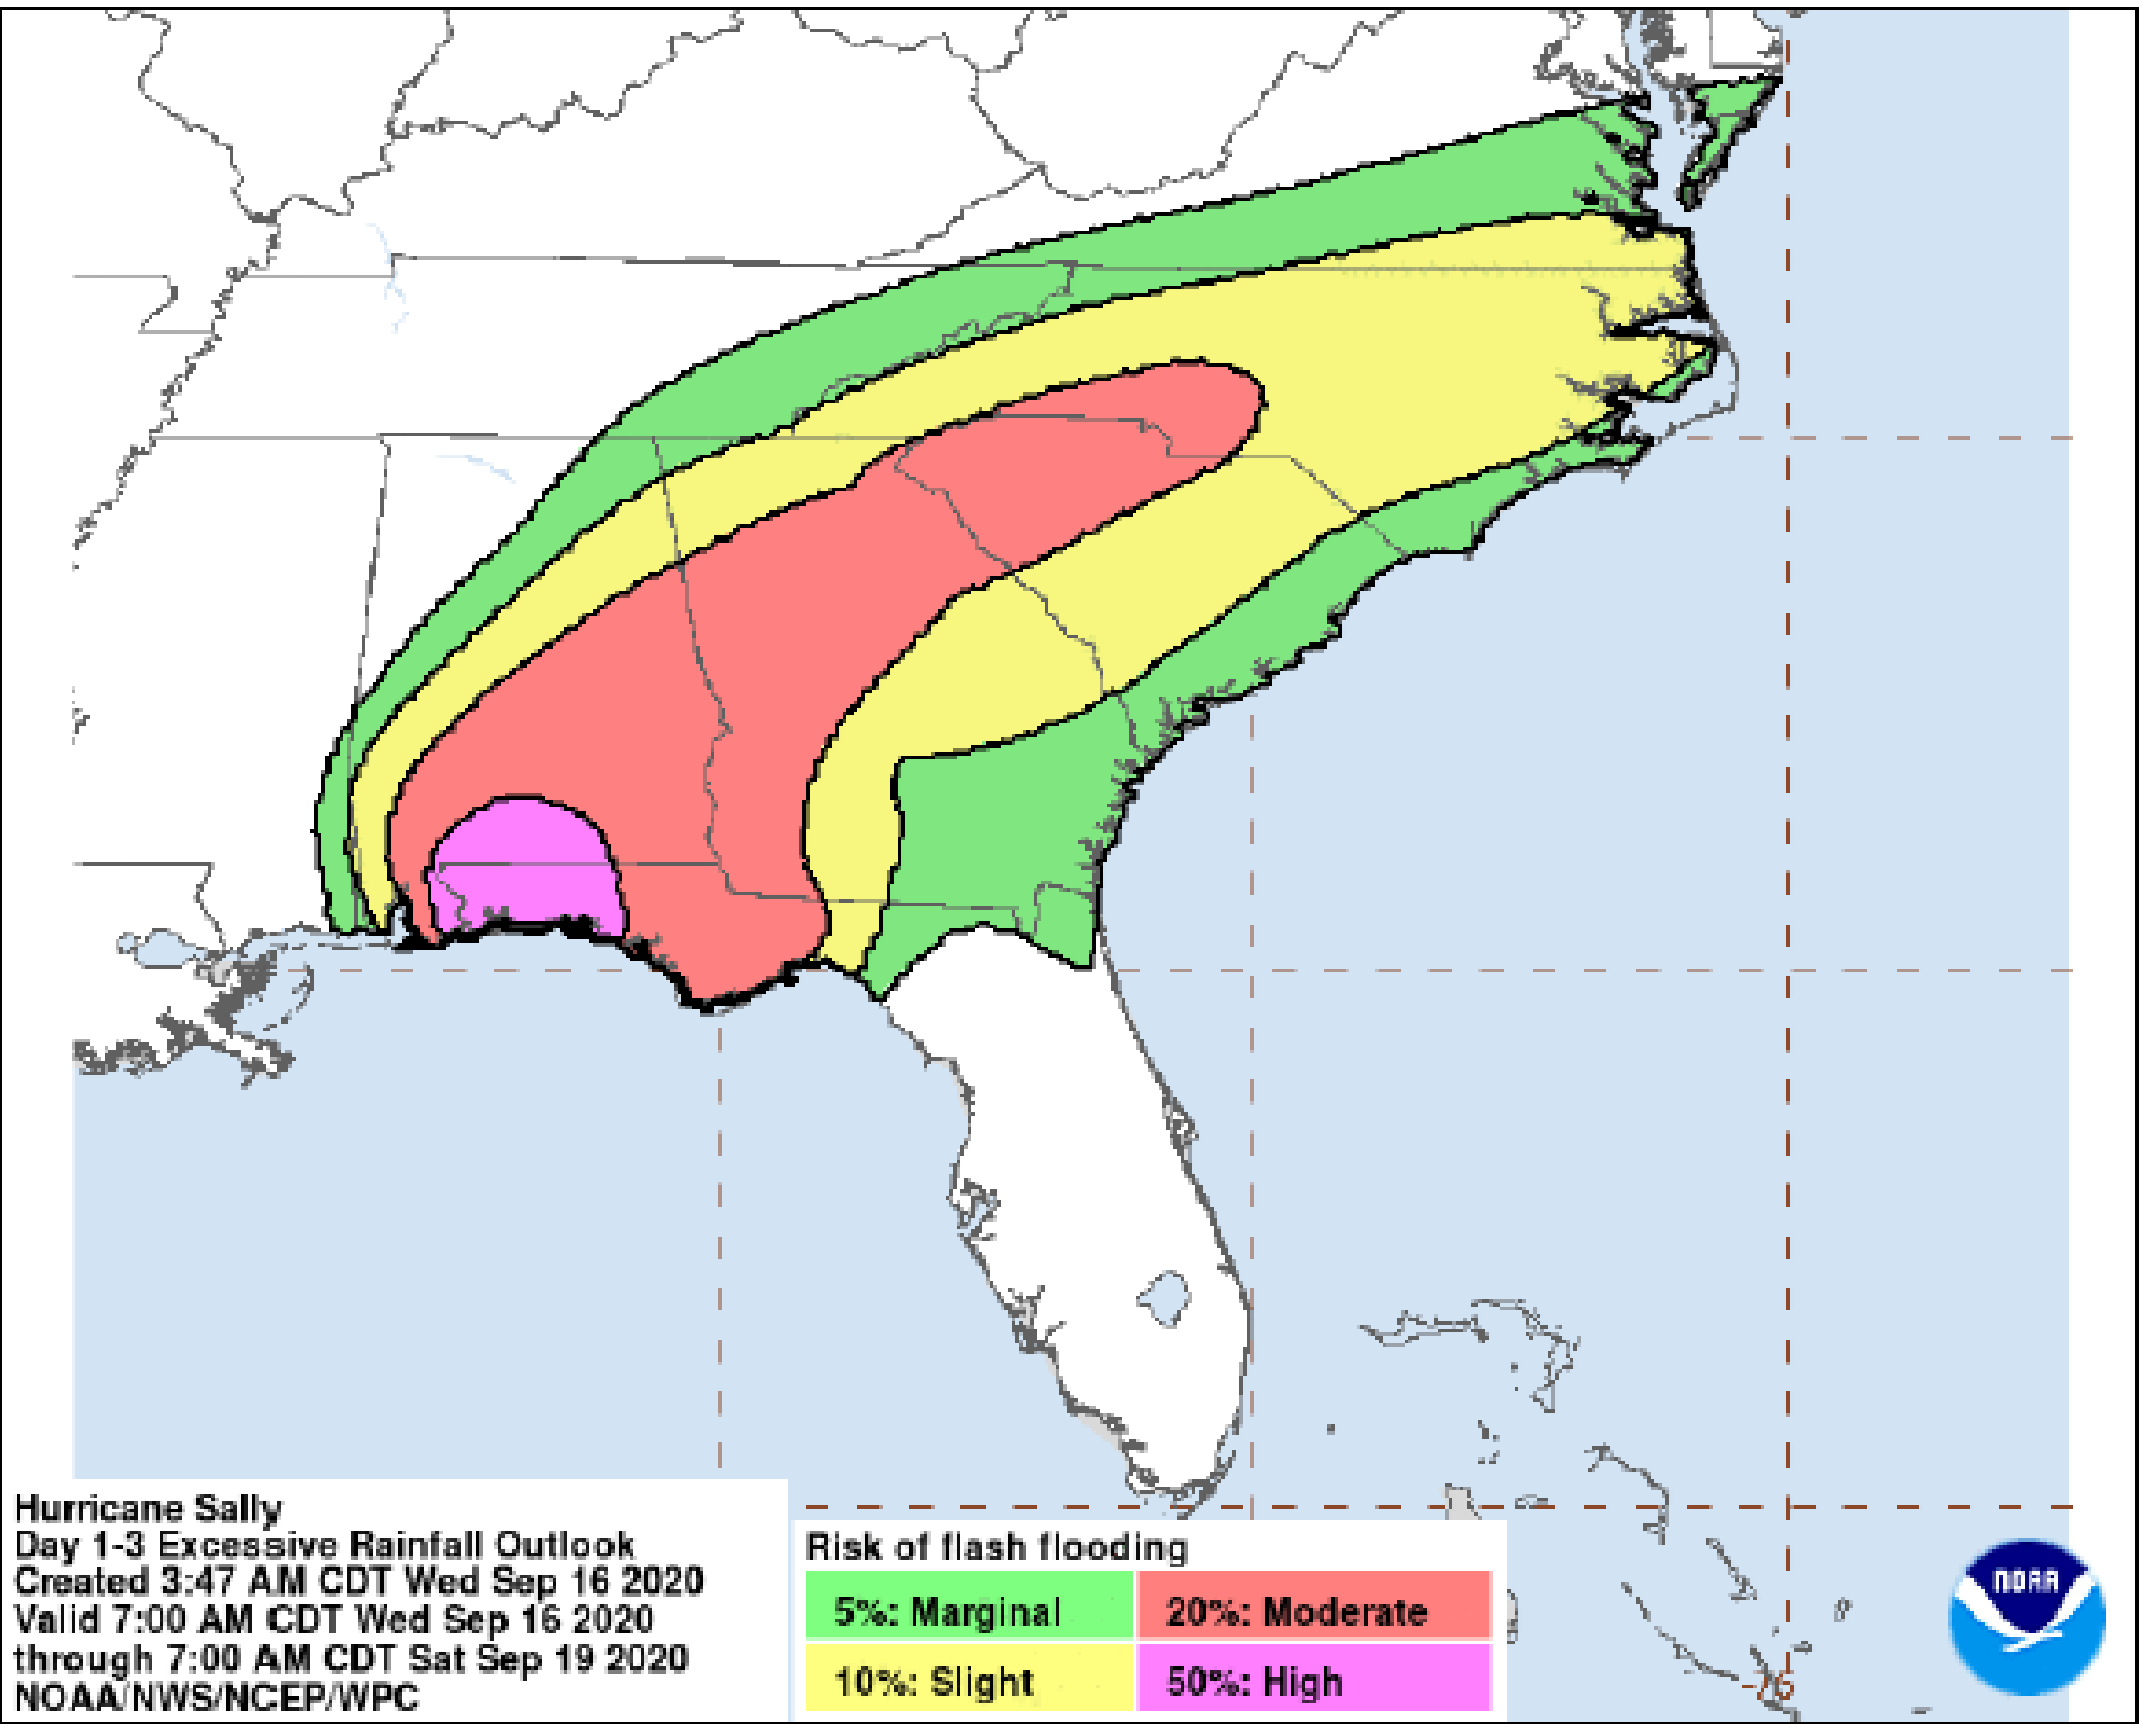 Hurricane Sally
Day 1-3 Excessive Rainfall Outlook
Created 3:47 AM CDT Wed Sep 16 2020
Valid 7:00 AM CDT Wed Sep 16 2020
through 7:00 AM CDT Sat Sep 19 2020
NOAA/NWS/NCEP/WPC
Risk of flash flooding
5%: Marginal
20%: Moderate
10%: Slight
50%: High
NOAA